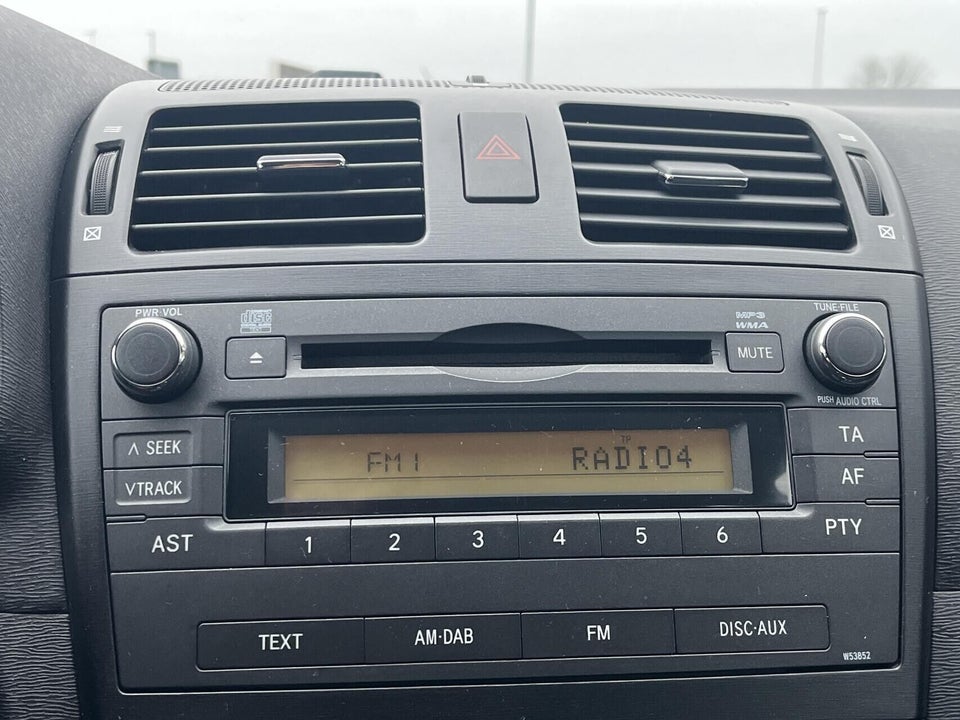 PWR·VOL
disc
MP3
WMA
TUNE·FILE
MUTE
PUSH AUDIO CTRL
∧ SEEK
∨TRACK
TP
FM1 RADIO4
TA
AF
PTY
AST 1 2 3 4 5 6
TEXT AM·DAB FM DISC·AUX
W53852